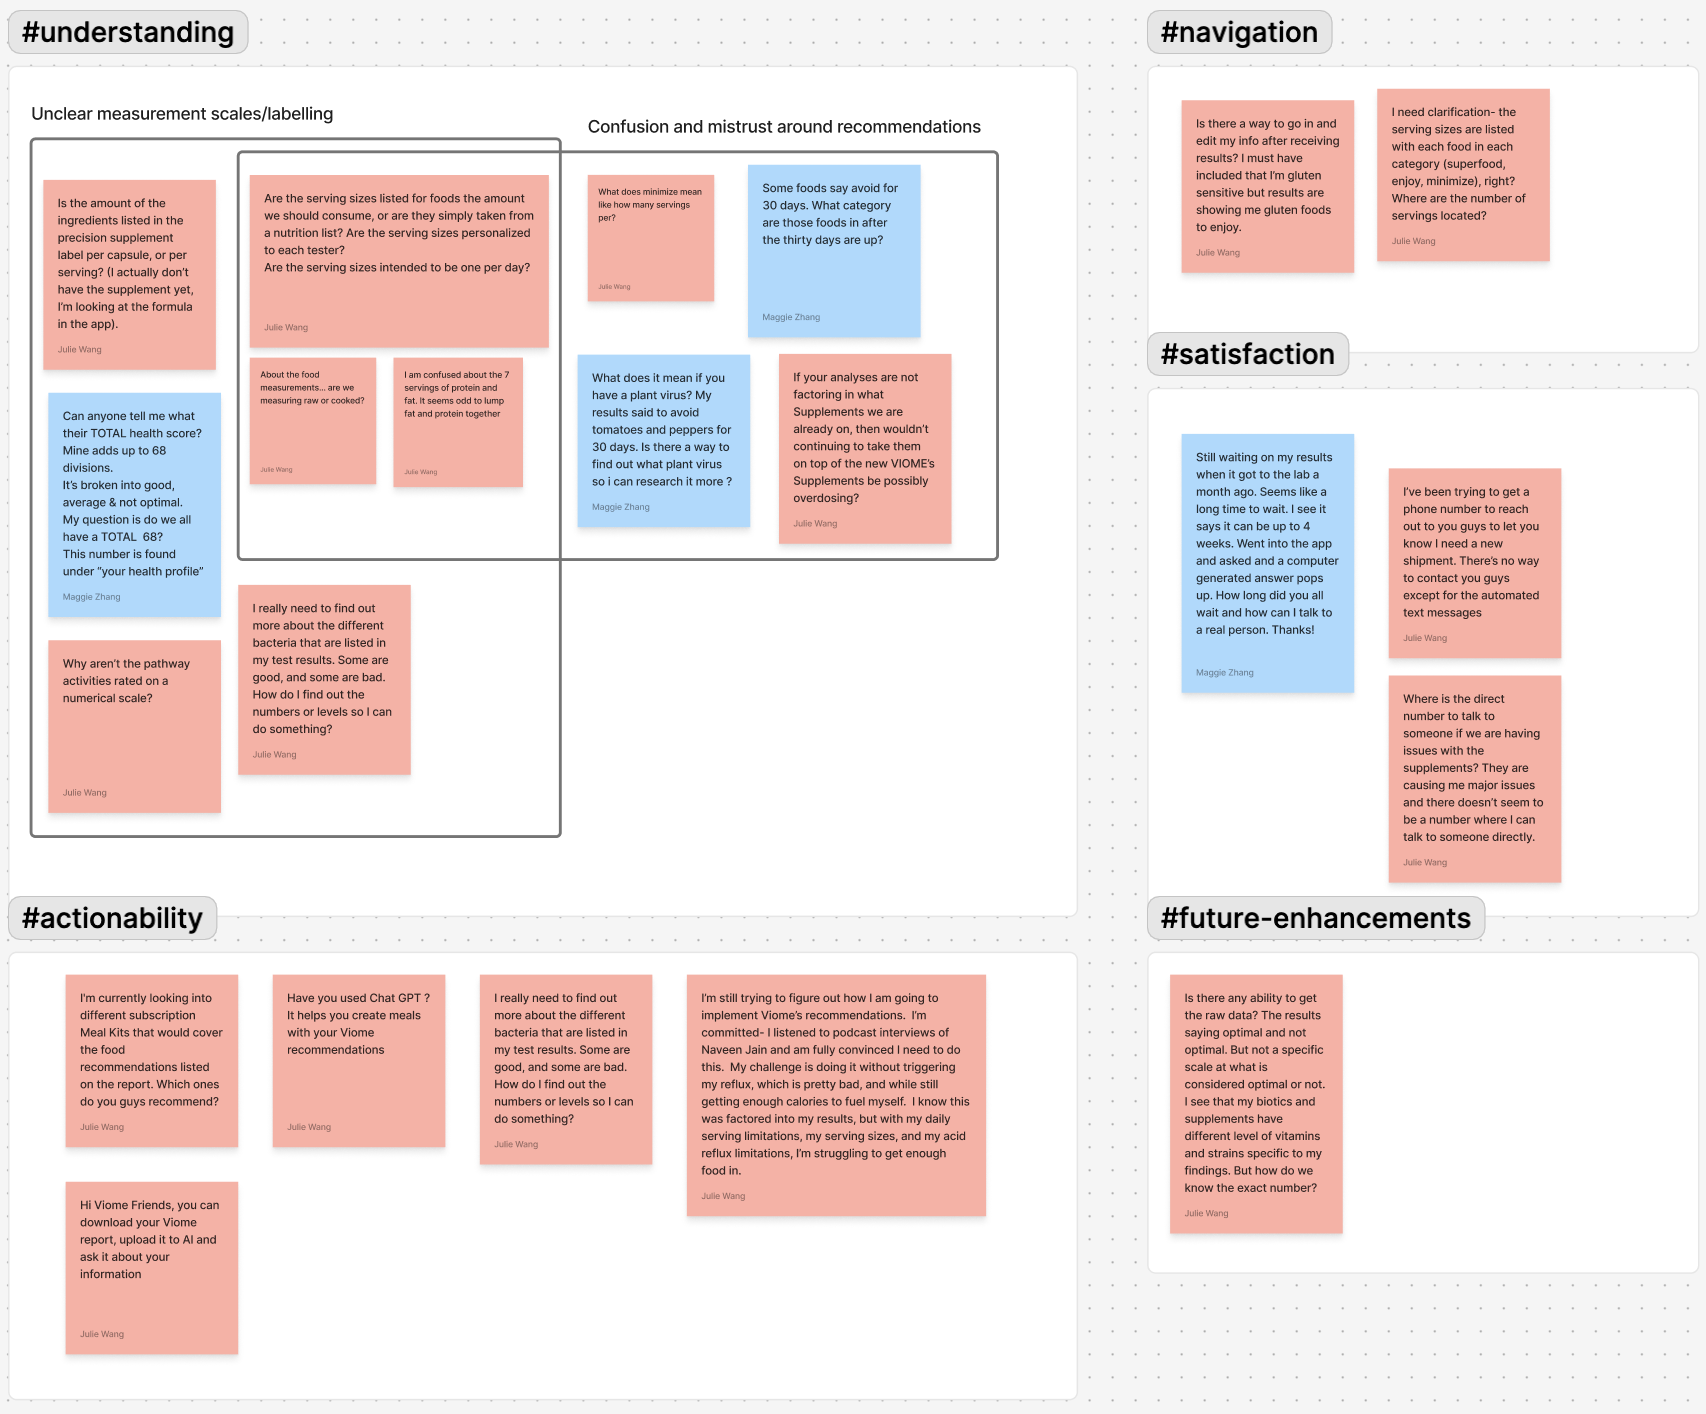 #understanding
Unclear measurement scales/labelling
Confusion and mistrust around recommendations
Is the amount of the
ingredients listed in the
precision supplement
label per capsule, or per
serving? (I actually don't
have the supplement yet,
I'm looking at the formula
in the app).
Julie Wang
Can anyone tell me what
their TOTAL health score?
Mine adds up to 68
divisions.
It's broken into good,
average & not optimal.
My question is do we all
have a TOTAL  68?
This number is found
under "your health profile"
Maggie Zhang
Why aren't the pathway
activities rated on a
numerical scale?
Julie Wang
Are the serving sizes listed for foods the amount
we should consume, or are they simply taken from
a nutrition list? Are the serving sizes personalized
to each tester?
Are the serving sizes intended to be one per day?
Julie Wang
About the food
measurements... are we
measuring raw or cooked?
Julie Wang
I am confused about the 7
servings of protein and
fat. It seems odd to lump
fat and protein together
Julie Wang
I really need to find out
more about the different
bacteria that are listed in
my test results. Some are
good, and some are bad.
How do I find out the
numbers or levels so I can
do something?
Julie Wang
What does minimize mean
like how many servings
per?
Julie Wang
Some foods say avoid for
30 days. What category
are those foods in after
the thirty days are up?
Maggie Zhang
What does it mean if you
have a plant virus? My
results said to avoid
tomatoes and peppers for
30 days. Is there a way to
find out what plant virus
so i can research it more ?
Maggie Zhang
If your analyses are not
factoring in what
Supplements we are
already on, then wouldn't
continuing to take them
on top of the new VIOME's
Supplements be possibly
overdosing?
Julie Wang
#navigation
Is there a way to go in and
edit my info after receiving
results? I must have
included that I'm gluten
sensitive but results are
showing me gluten foods
to enjoy.
Julie Wang
I need clarification- the
serving sizes are listed
with each food in each
category (superfood,
enjoy, minimize), right?
Where are the number of
servings located?
Julie Wang
#satisfaction
Still waiting on my results
when it got to the lab a
month ago. Seems like a
long time to wait. I see it
says it can be up to 4
weeks. Went into the app
and asked and a computer
generated answer pops
up. How long did you all
wait and how can I talk to
a real person. Thanks!
Maggie Zhang
I've been trying to get a
phone number to reach
out to you guys to let you
know I need a new
shipment. There's no way
to contact you guys
except for the automated
text messages
Julie Wang
Where is the direct
number to talk to
someone if we are having
issues with the
supplements? They are
causing me major issues
and there doesn't seem to
be a number where I can
talk to someone directly.
Julie Wang
#actionability
I'm currently looking into
different subscription
Meal Kits that would cover
the food
recommendations listed
on the report. Which ones
do you guys recommend?
Julie Wang
Have you used Chat GPT ?
It helps you create meals
with your Viome
recommendations
Julie Wang
I really need to find out
more about the different
bacteria that are listed in
my test results. Some are
good, and some are bad.
How do I find out the
numbers or levels so I can
do something?
Julie Wang
I'm still trying to figure out how I am going to
implement Viome's recommendations.  I'm
committed- I listened to podcast interviews of
Naveen Jain and am fully convinced I need to do
this.  My challenge is doing it without triggering
my reflux, which is pretty bad, and while still
getting enough calories to fuel myself.  I know this
was factored into my results, but with my daily
serving limitations, my serving sizes, and my acid
reflux limitations, I'm struggling to get enough
food in.
Julie Wang
Hi Viome Friends, you can
download your Viome
report, upload it to AI and
ask it about your
information
Julie Wang
#future-enhancements
Is there any ability to get
the raw data? The results
saying optimal and not
optimal. But not a specific
scale at what is
considered optimal or not.
I see that my biotics and
supplements have
different level of vitamins
and strains specific to my
findings. But how do we
know the exact number?
Julie Wang